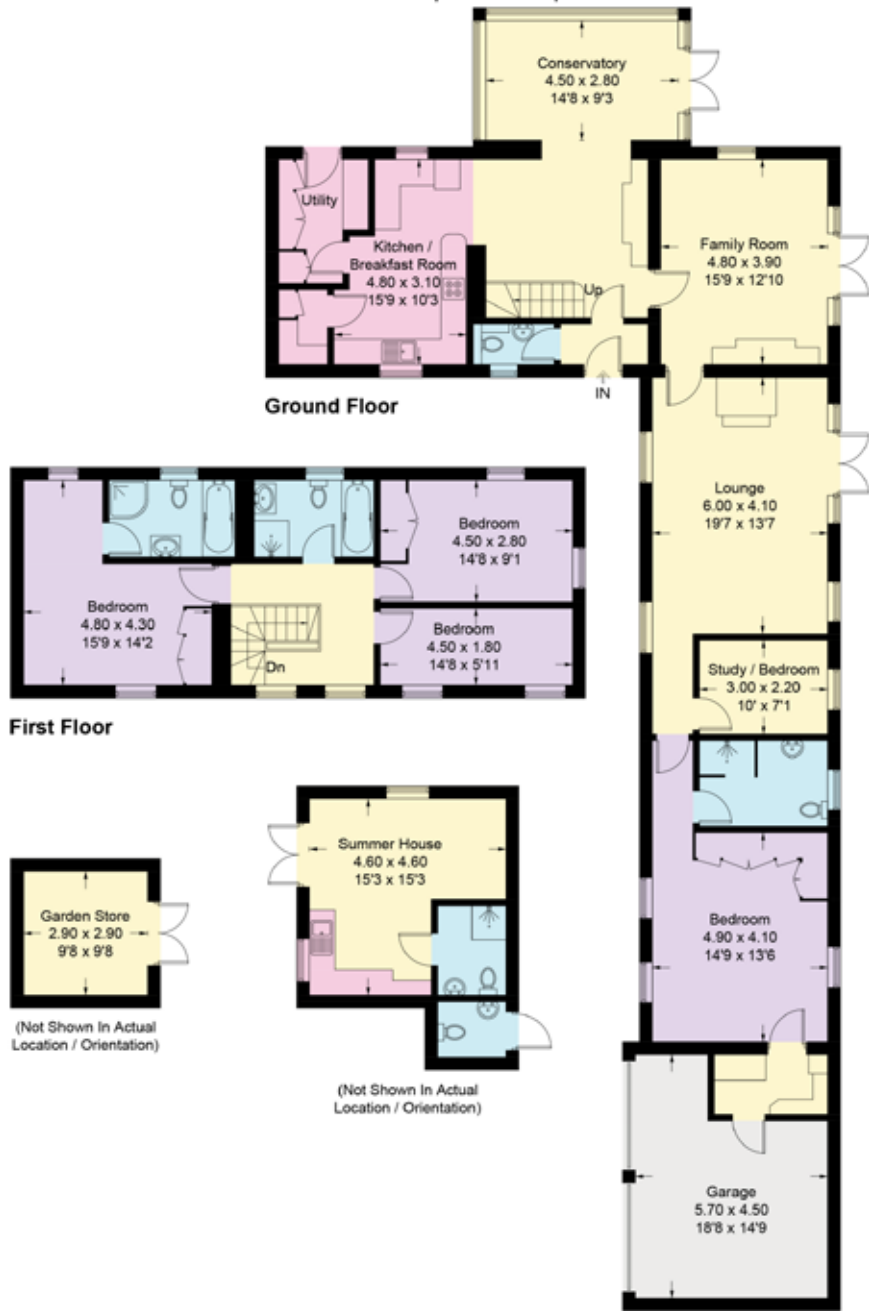 Conservatory
4.50 x 2.80
14'8 x 9'3
Utility
Kitchen /
Breakfast Room
4.80 x 3.10
15'9 x 10'3
Family Room
4.80 x 3.90
15'9 x 12'10
Up
IN
Ground Floor
Lounge
6.00 x 4.10
19'7 x 13'7
Bedroom
4.50 x 2.80
14'8 x 9'1
Bedroom
4.80 x 4.30
15'9 x 14'2
Bedroom
4.50 x 1.80
14'8 x 5'11
Dn
Study / Bedroom
3.00 x 2.20
10' x 7'1
First Floor
Summer House
4.60 x 4.60
15'3 x 15'3
Garden Store
2.90 x 2.90
9'8 x 9'8
(Not Shown In Actual
Location / Orientation)
Bedroom
4.90 x 4.10
14'9 x 13'6
(Not Shown In Actual
Location / Orientation)
Garage
5.70 x 4.50
18'8 x 14'9